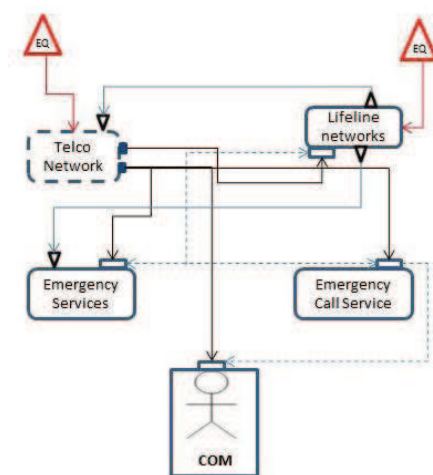 EQ
EQ
Telco
Network
Lifeline
networks
Emergency
Services
Emergency
Call Service
COM